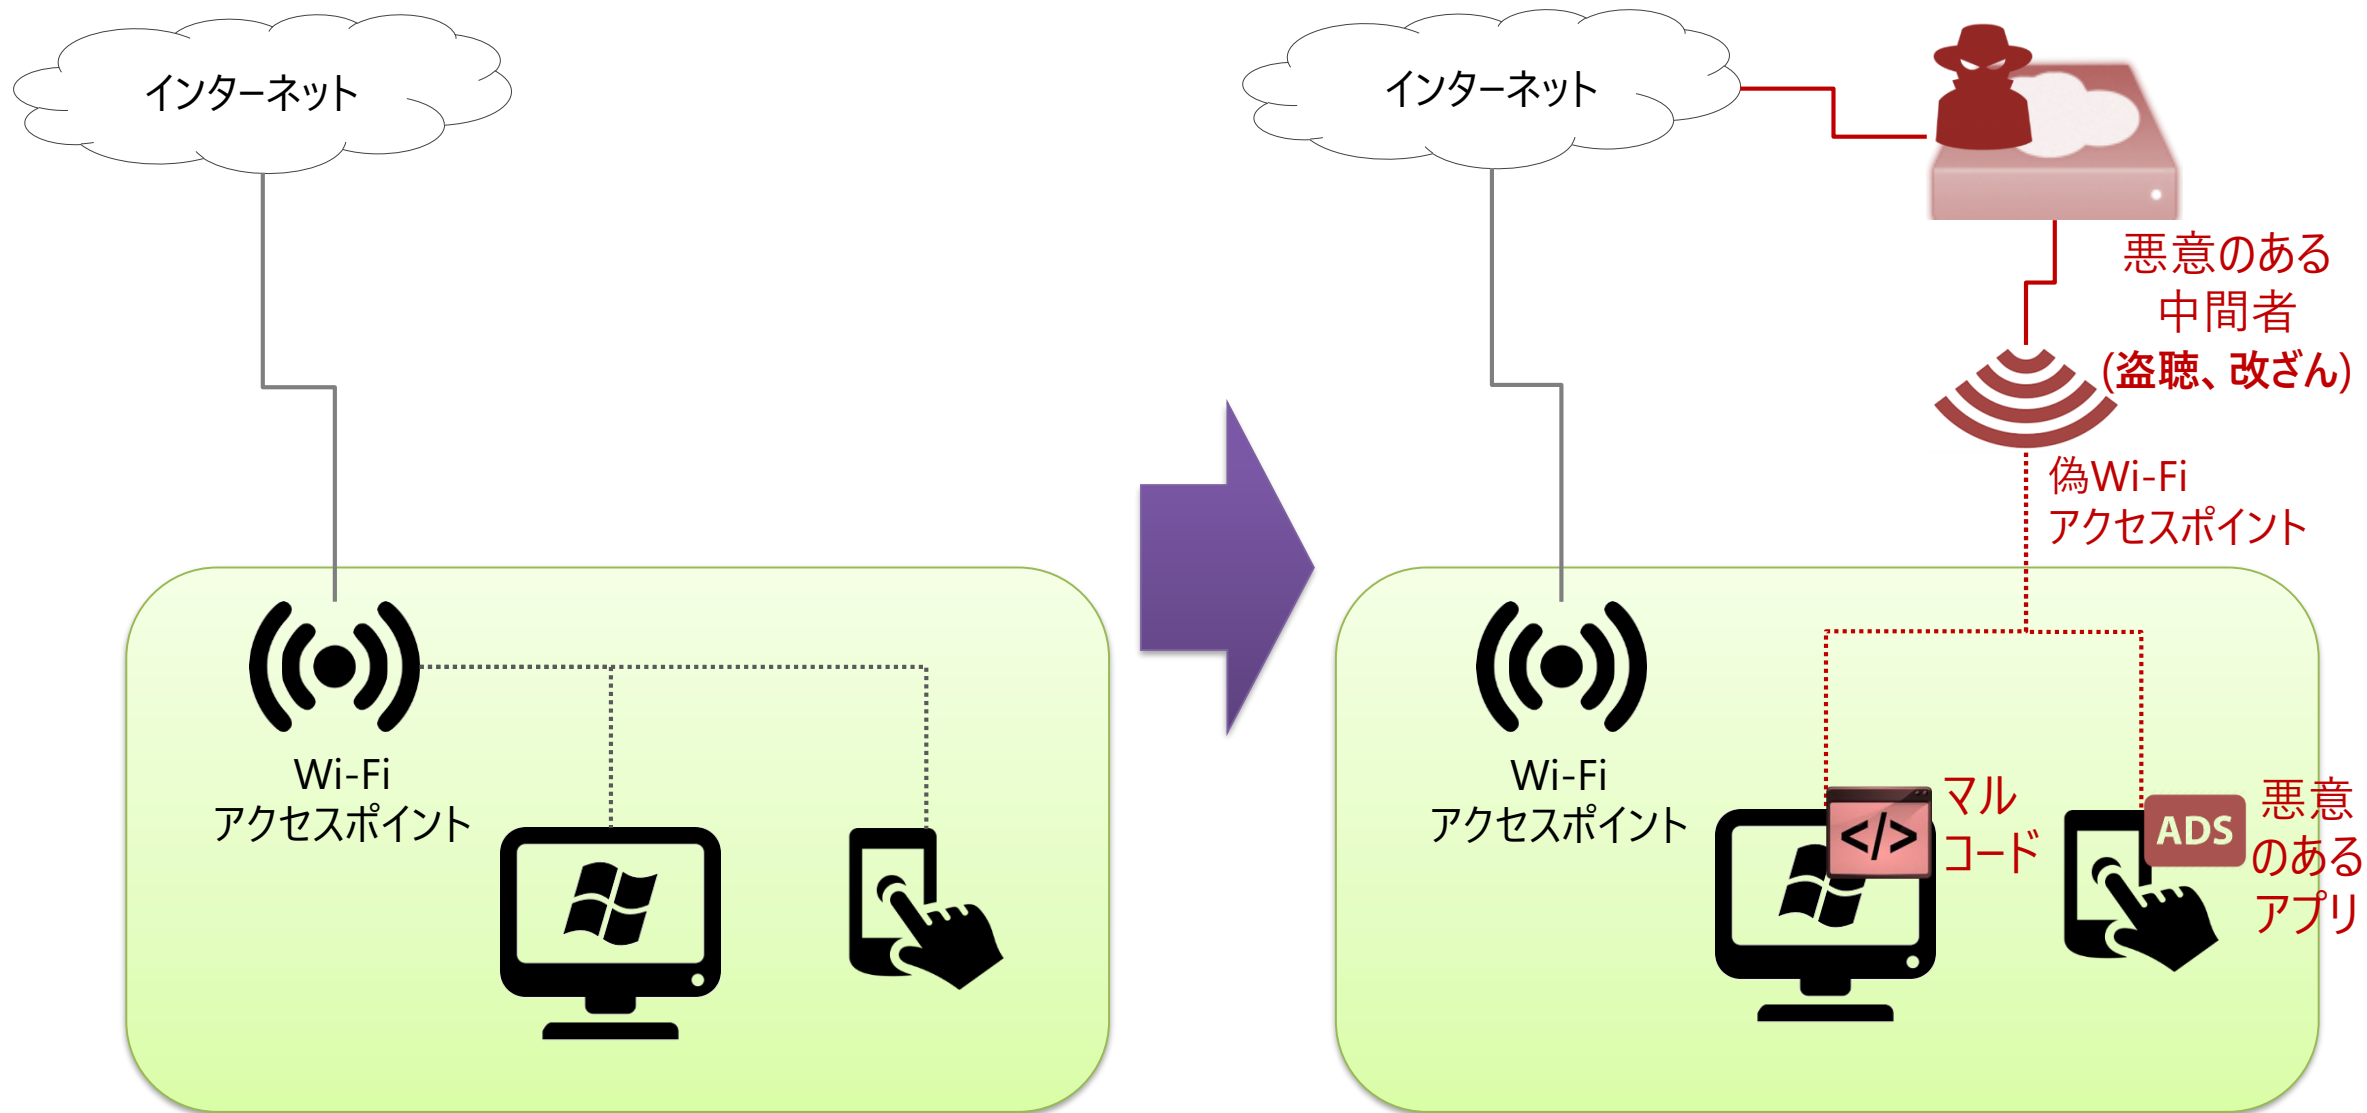 インターネット
Wi-Fi
アクセスポイント
インターネット
悪意のある
中間者
(盗聴、改ざん)
偽Wi-Fi
アクセスポイント
Wi-Fi
アクセスポイント
</>
マル
コード
ADS
悪意
のある
アプリ